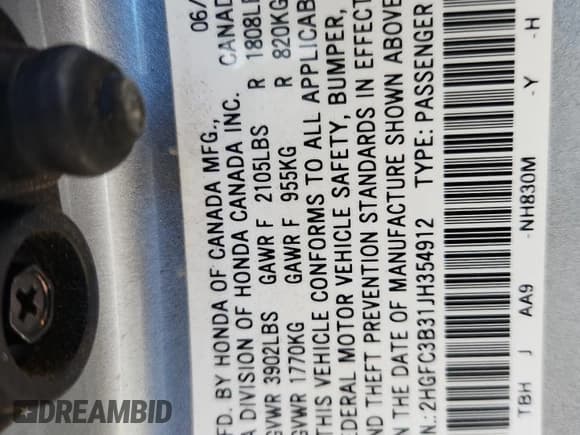 FD. BY HONDA OF CANADA MFG., 06/
A DIVISION OF HONDA CANADA INC. CANADA
GVWR 3902LBS GAWR F 2105LBS R 1808LB
GVWR 1770KG GAWR F 955KG R 820KG
THIS VEHICLE CONFORMS TO ALL APPLICAB
EDERAL MOTOR VEHICLE SAFETY, BUMPER,
ND THEFT PREVENTION STANDARDS IN EFFECT
N THE DATE OF MANUFACTURE SHOWN ABOVE
N.: 2HGFC3B31JH354912 TYPE: PASSENGER
TBH J AA9 -NH830M -Y -H
DREAMBID